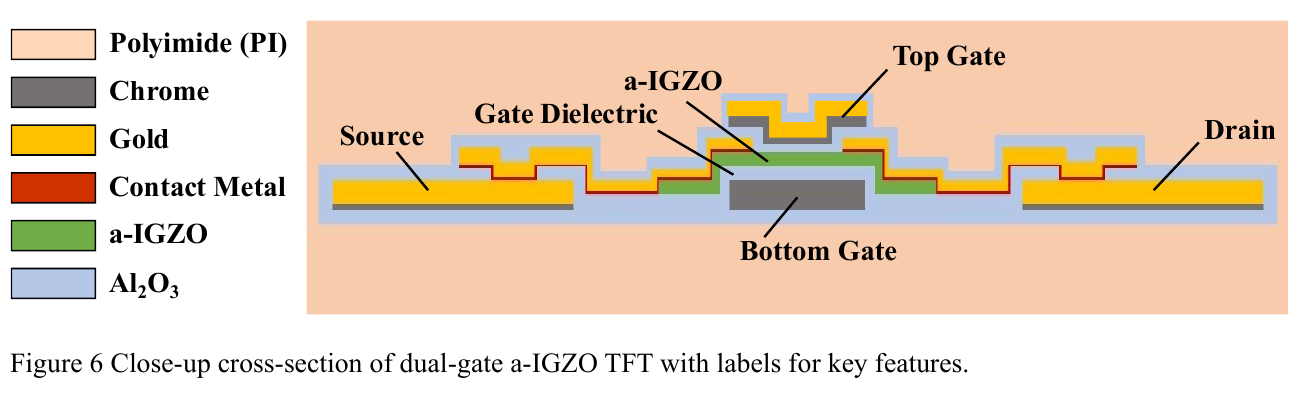 Polyimide (PI)
Chrome
Gold
Contact Metal
a-IGZO
Al₂O₃
Source
Gate Dielectric
a-IGZO
Top Gate
Drain
Bottom Gate
Figure 6 Close-up cross-section of dual-gate a-IGZO TFT with labels for key features.